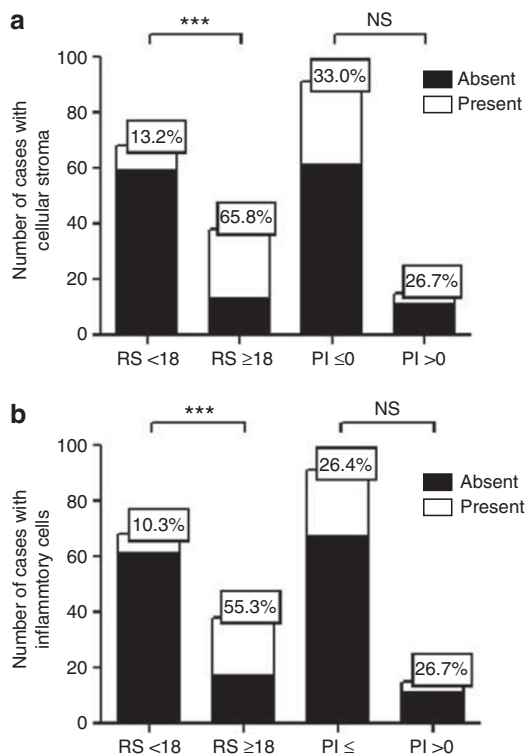 a
***
NS
100
80
60
40
20
0
Number of cases with
cellular stroma
13.2%
65.8%
33.0%
26.7%
Absent
Present
RS <18
RS ≥18
PI ≤0
PI >0
b
***
NS
100
80
60
40
20
0
Number of cases with
inflammtory cells
10.3%
55.3%
26.4%
26.7%
Absent
Present
RS <18
RS ≥18
PI ≤
PI >0